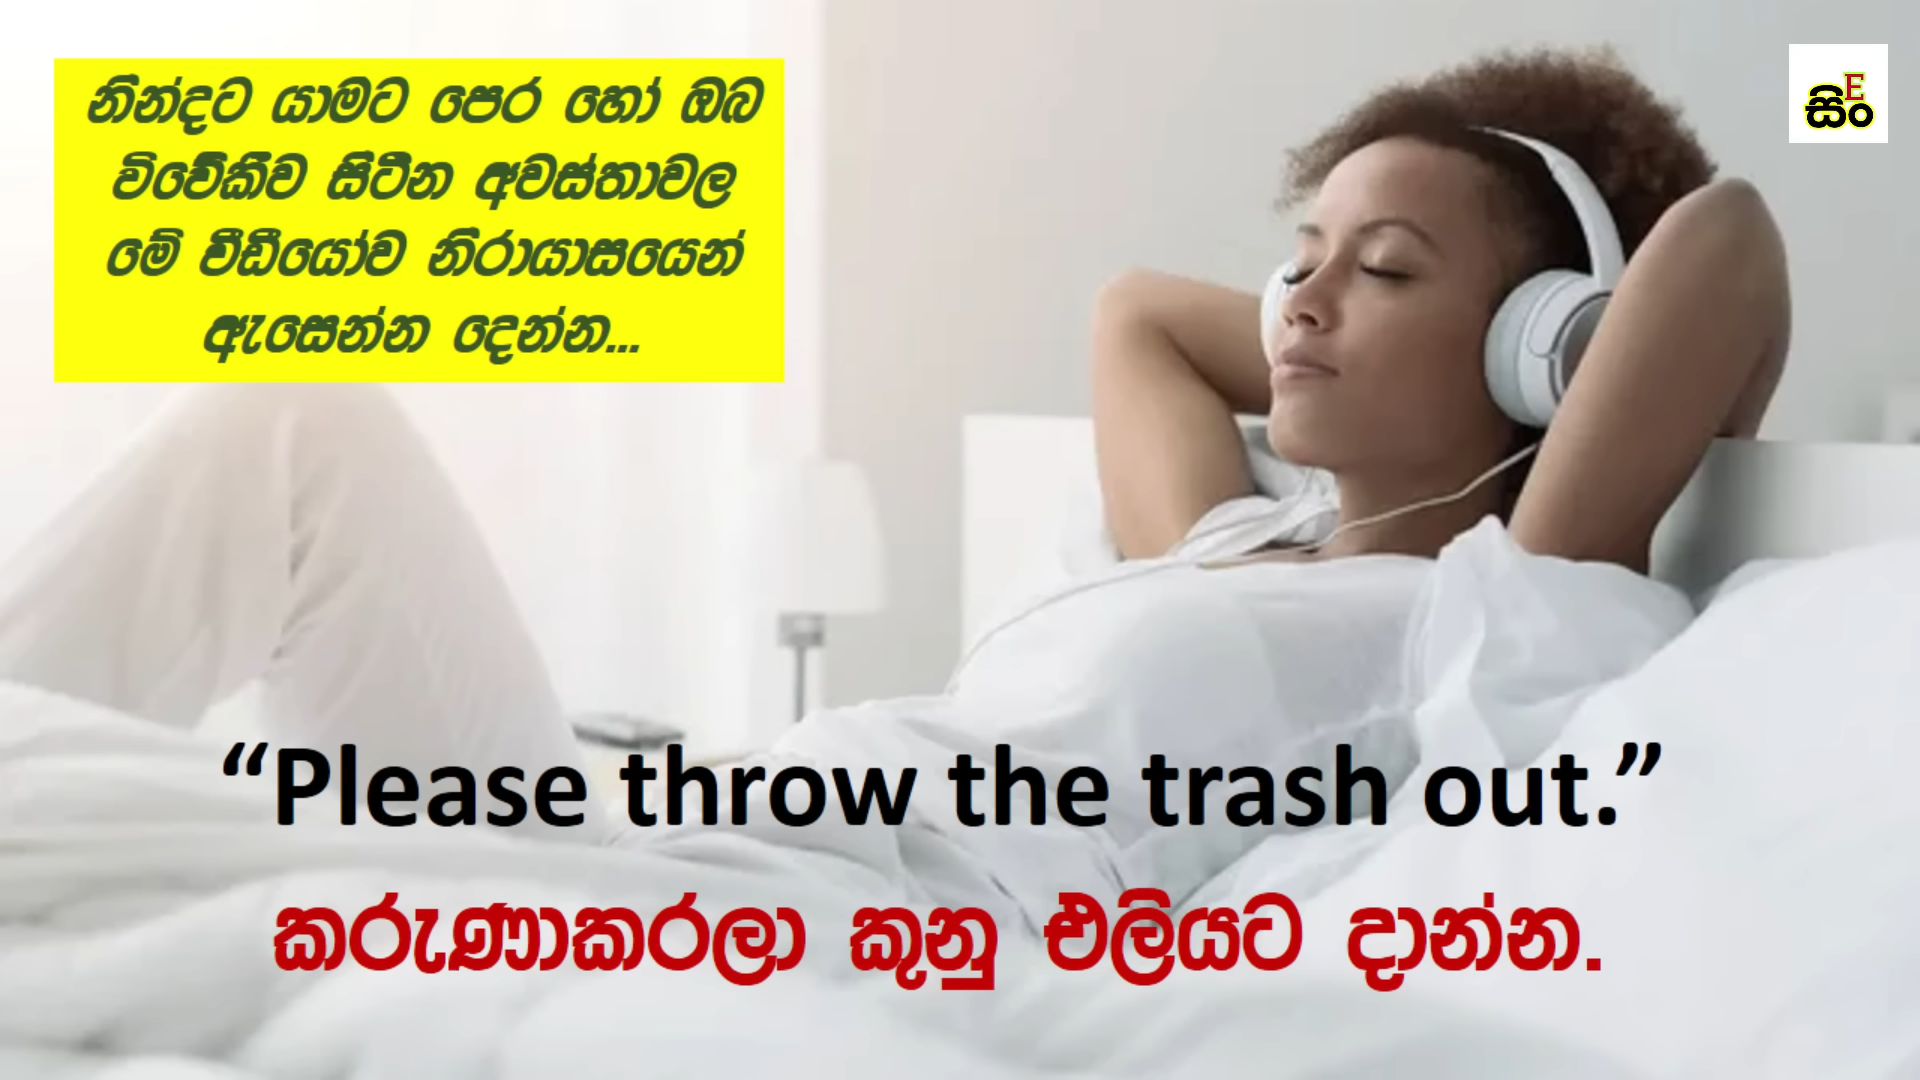 නින්දට යාමට පෙර හෝ ඔබ
විවේකීව සිටින අවස්තාවල
මේ වීඩියෝව නිරායාසයෙන්
ඇසෙන්න දෙන්න...
සිංE
“Please throw the trash out.”
කරුණාකරලා කුනු එලියට දාන්න.